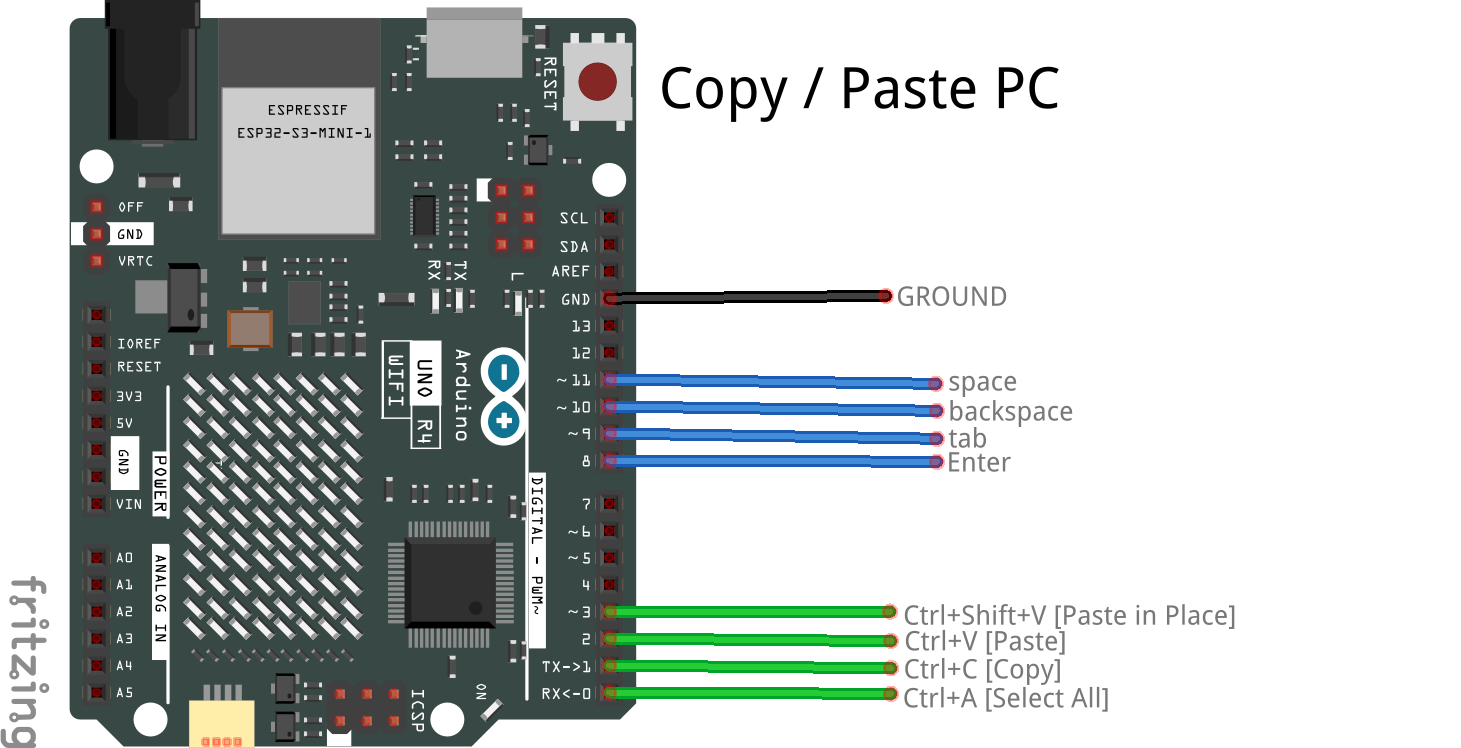 Copy / Paste PC
ESPRESSIF
ESP32-S3-MINI-1
RESET
OFF
GND
VRTC
IOREF
RESET
3V3
5V
GND
VIN
POWER
A0
A1
A2
A3
A4
A5
ANALOG IN
RX
TX
L
WIFI
UNO
R4
Arduino
SCL
SDA
AREF
GND
13
12
~11
~10
~9
8
7
~6
~5
4
~3
2
TX->1
RX<-0
DIGITAL - PWM~
ICSP
ON
GROUND
space
backspace
tab
Enter
Ctrl+Shift+V [Paste in Place]
Ctrl+V [Paste]
Ctrl+C [Copy]
Ctrl+A [Select All]
fritzing